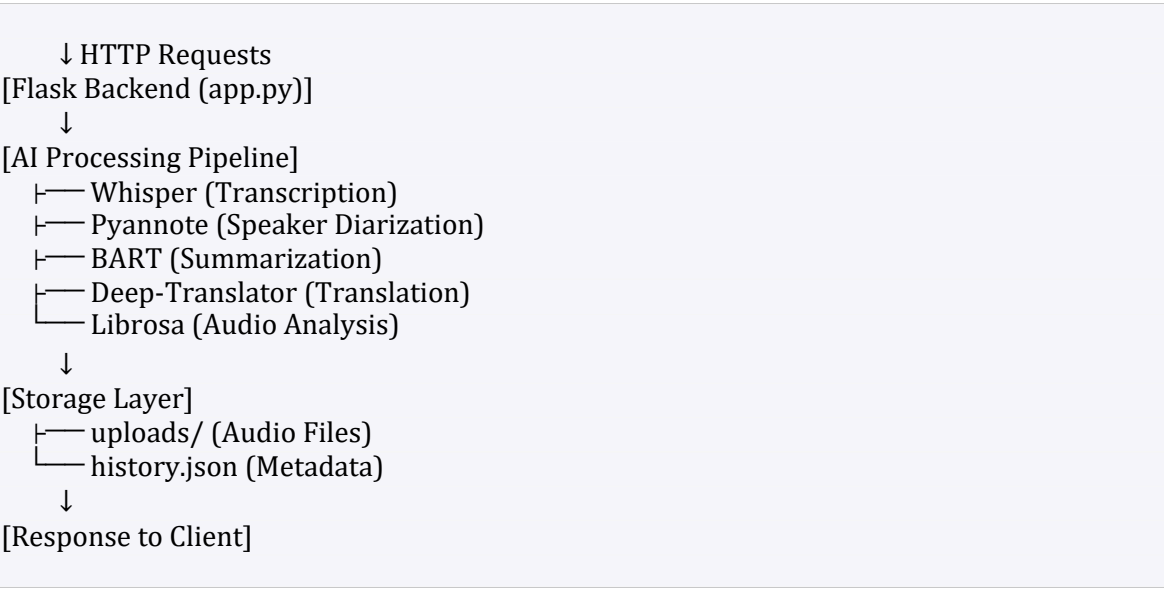 ↓ HTTP Requests
[Flask Backend (app.py)]
↓
[AI Processing Pipeline]
├── Whisper (Transcription)
├── Pyannote (Speaker Diarization)
├── BART (Summarization)
├── Deep-Translator (Translation)
└── Librosa (Audio Analysis)
↓
[Storage Layer]
├── uploads/ (Audio Files)
└── history.json (Metadata)
↓
[Response to Client]